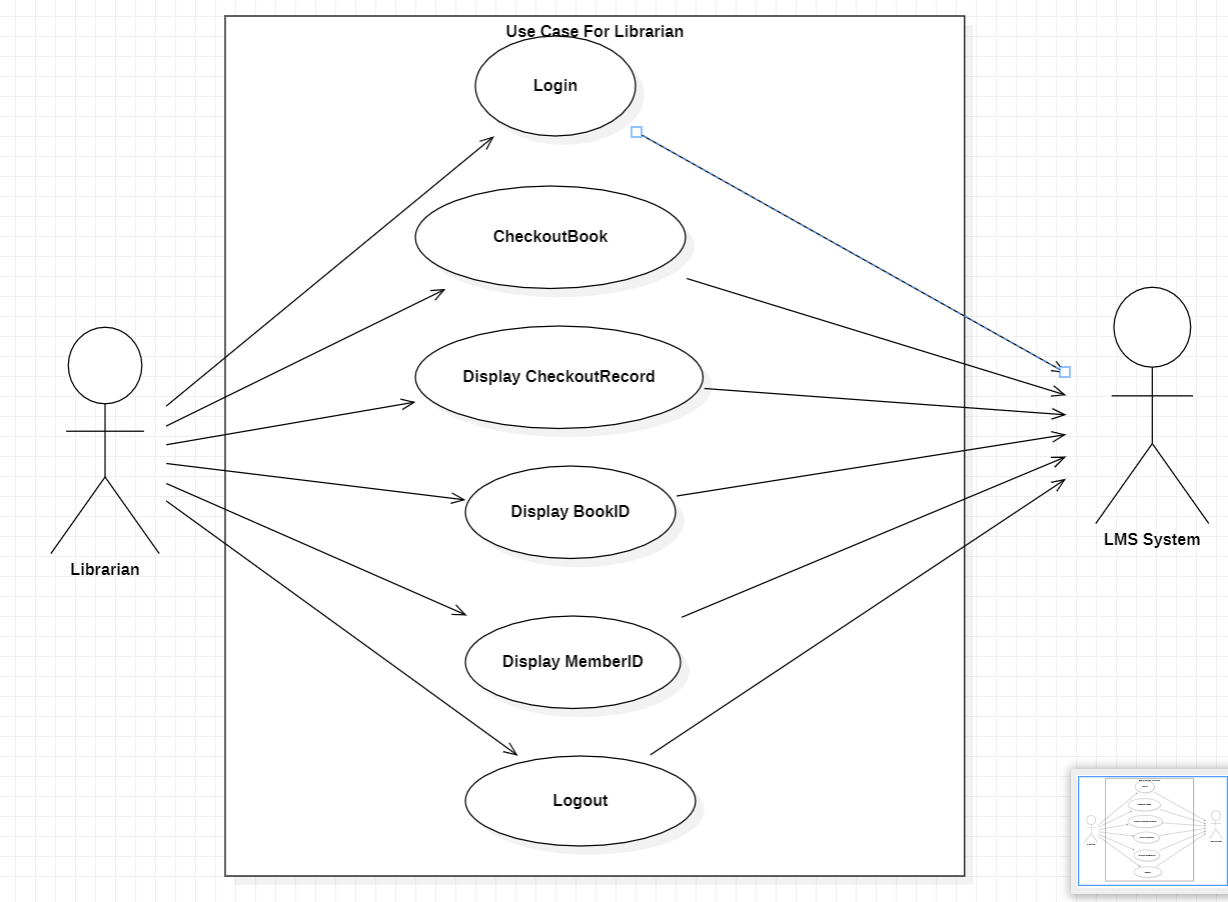 Use Case For Librarian
Login
CheckoutBook
Display CheckoutRecord
Display BookID
Display MemberID
Logout
Librarian
LMS System